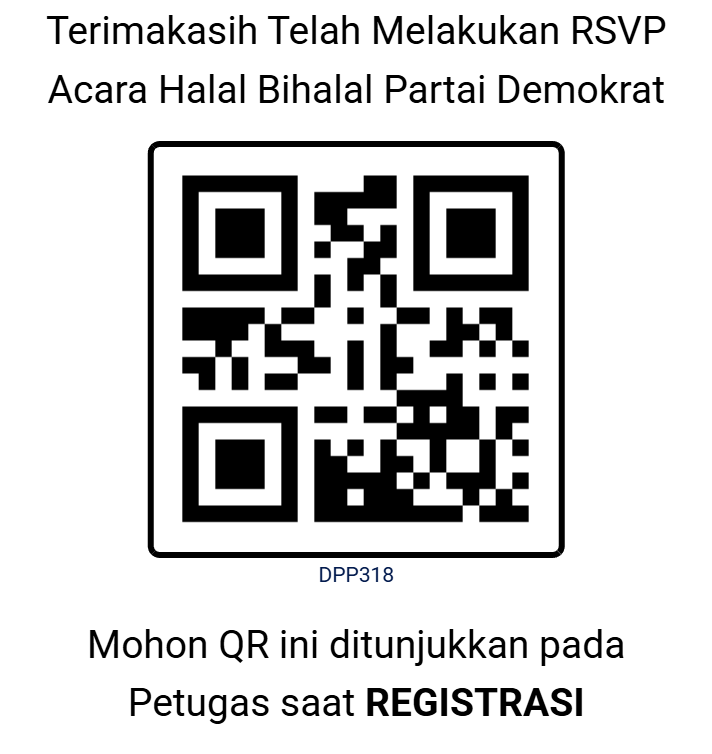 Terimakasih Telah Melakukan RSVP
Acara Halal Bihalal Partai Demokrat
DPP318
Mohon QR ini ditunjukkan pada
Petugas saat REGISTRASI